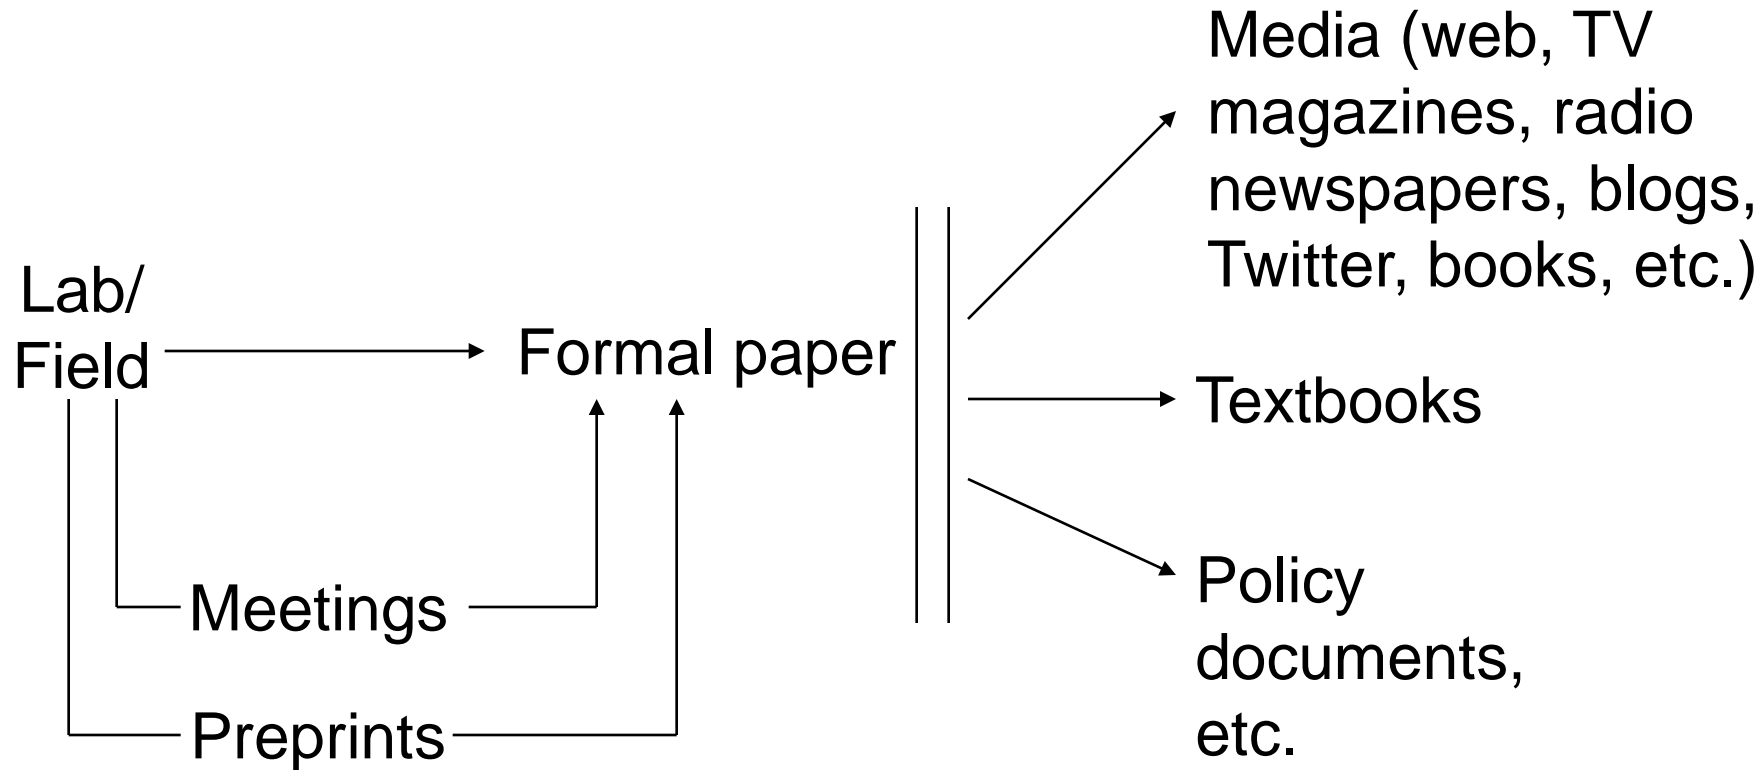 Media (web, TV
magazines, radio
newspapers, blogs,
Twitter, books, etc.)
Lab/
Field
Formal paper
Textbooks
Meetings
Preprints
Policy
documents,
etc.